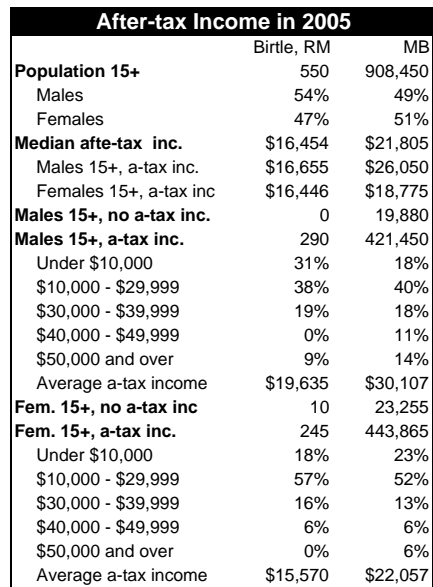 After-tax Income in 2005
Birtle, RM MB
Population 15+ 550 908,450
Males 54% 49%
Females 47% 51%
Median afte-tax inc. $16,454 $21,805
Males 15+, a-tax inc. $16,655 $26,050
Females 15+, a-tax inc $16,446 $18,775
Males 15+, no a-tax inc. 0 19,880
Males 15+, a-tax inc. 290 421,450
Under $10,000 31% 18%
$10,000 - $29,999 38% 40%
$30,000 - $39,999 19% 18%
$40,000 - $49,999 0% 11%
$50,000 and over 9% 14%
Average a-tax income $19,635 $30,107
Fem. 15+, no a-tax inc 10 23,255
Fem. 15+, a-tax inc. 245 443,865
Under $10,000 18% 23%
$10,000 - $29,999 57% 52%
$30,000 - $39,999 16% 13%
$40,000 - $49,999 6% 6%
$50,000 and over 0% 6%
Average a-tax income $15,570 $22,057